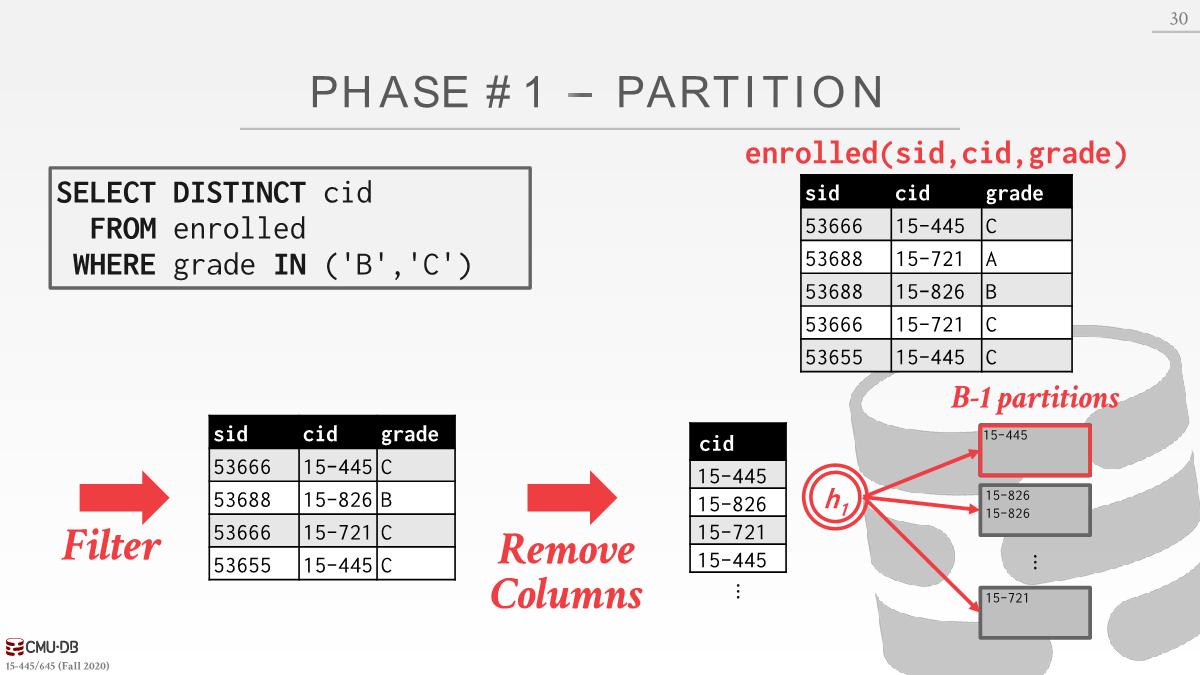 30
PHASE #1 – PARTITION
SELECT DISTINCT cid
FROM enrolled
WHERE grade IN ('B','C')
enrolled(sid,cid,grade)
sid cid grade
53666 15-445 C
53688 15-721 A
53688 15-826 B
53666 15-721 C
53655 15-445 C
Filter
sid cid grade
53666 15-445 C
53688 15-826 B
53666 15-721 C
53655 15-445 C
Remove
Columns
cid
15-445
15-826
15-721
15-445
⋮
h1
B-1 partitions
15-445
15-826
15-826
⋮
15-721
CMU·DB
15-445/645 (Fall 2020)